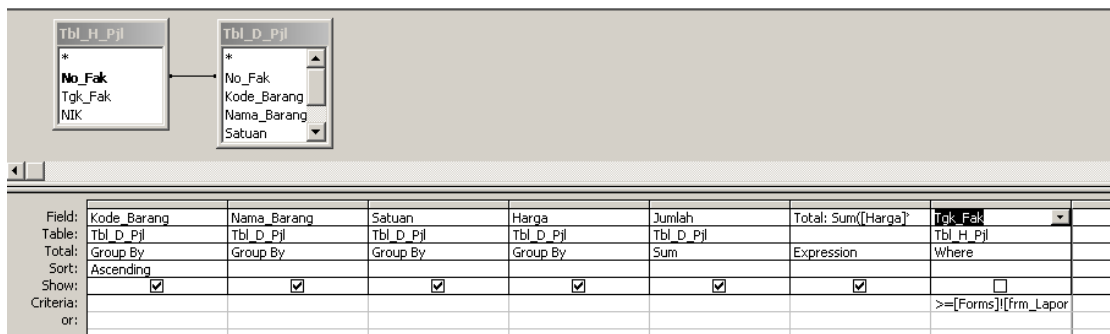 Tbl_H_Pjl Tbl_D_Pjl
* *
No_Fak No_Fak
Tgk_Fak Kode_Barang
NIK Nama_Barang
Satuan
Field: Kode_Barang Nama_Barang Satuan Harga Jumlah Total: Sum([Harga]* Tgk_Fak
Table: Tbl_D_Pjl Tbl_D_Pjl Tbl_D_Pjl Tbl_D_Pjl Tbl_D_Pjl Tbl_H_Pjl
Total: Group By Group By Group By Group By Sum Expression Where
Sort: Ascending
Show:
Criteria: >=[Forms]![frm_Lapor
or: